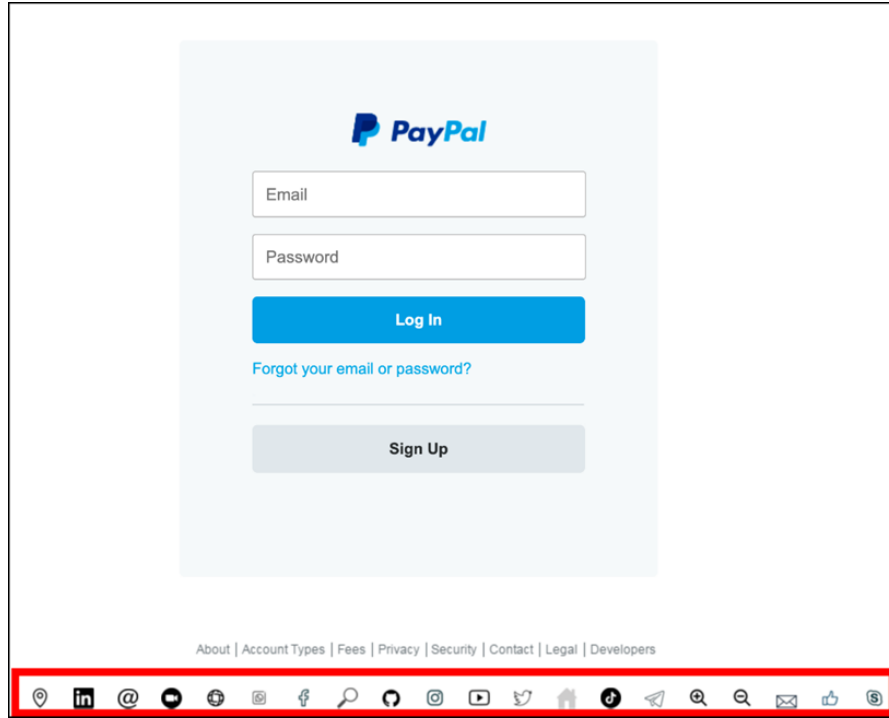 PayPal
Email
Password
Log In
Forgot your email or password?
Sign Up
About | Account Types | Fees | Privacy | Security | Contact | Legal | Developers